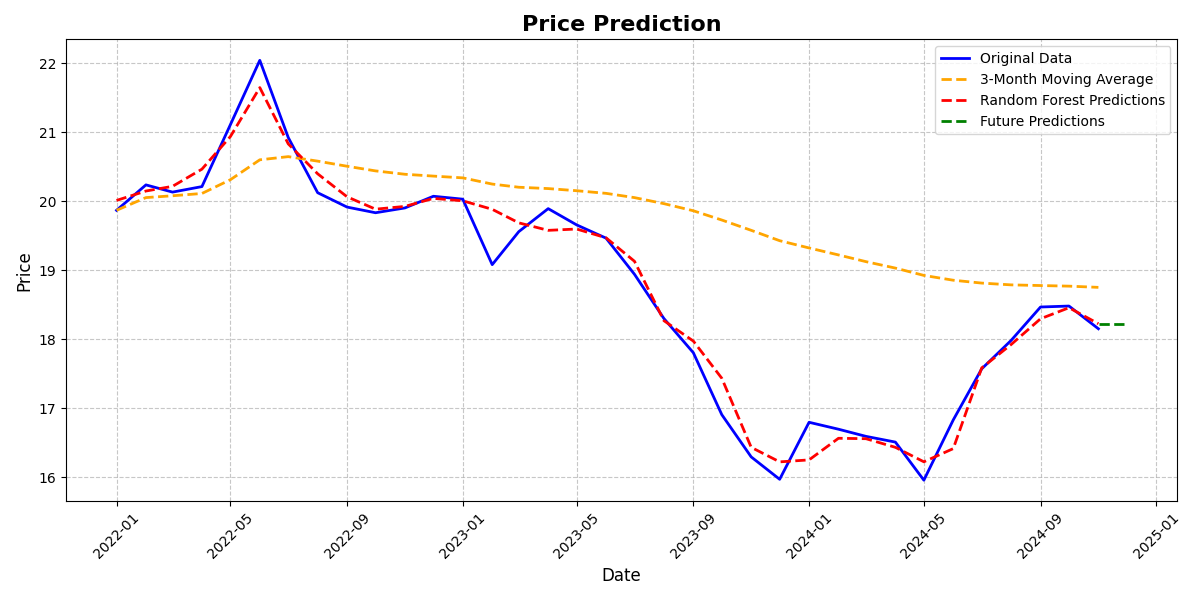 Price Prediction
Original Data
3-Month Moving Average
Random Forest Predictions
Future Predictions
Price
22
21
20
19
18
17
16
2022-01
2022-05
2022-09
2023-01
2023-05
2023-09
2024-01
2024-05
2024-09
2025-01
Date